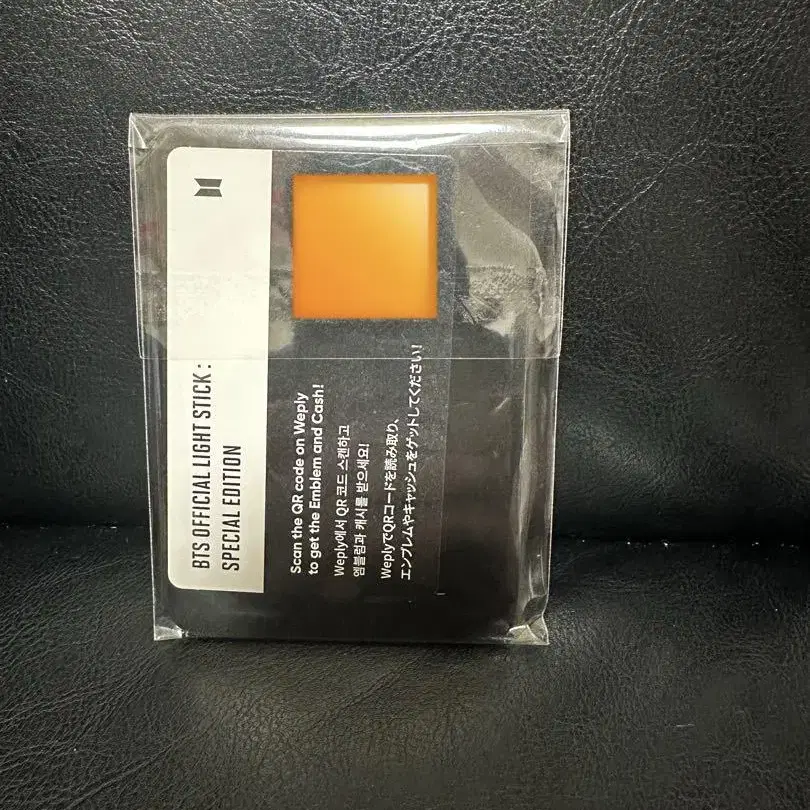 BTS OFFICIAL LIGHT STICK :
SPECIAL EDITION
Scan the QR code on Weply
to get the Emblem and Cash!
Weply에서 QR 코드 스캔하고
엠블럼과 캐시를 받으세요!
WeplyでQRコードを読み取り、
エンブレムやキャッシュをゲットしてください!